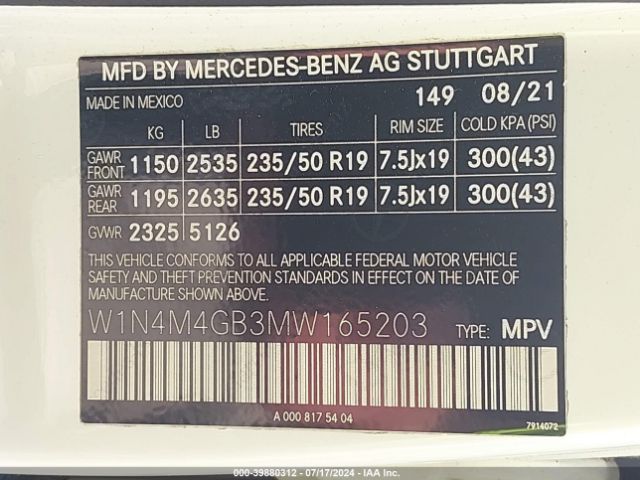 MFD BY MERCEDES-BENZ AG STUTTGART
MADE IN MEXICO 149 08/21
KG LB TIRES RIM SIZE COLD KPA (PSI)
GAWR FRONT 1150 2535 235/50 R19 7.5Jx19 300(43)
GAWR REAR 1195 2635 235/50 R19 7.5Jx19 300(43)
GVWR 2325 5126
THIS VEHICLE CONFORMS TO ALL APPLICABLE FEDERAL MOTOR VEHICLE
SAFETY AND THEFT PREVENTION STANDARDS IN EFFECT ON THE DATE OF
MANUFACTURE SHOWN ABOVE.
W1N4M4GB3MW165203 TYPE: MPV
A 000 817 54 04
7914072
000-39880312 - 07/17/2024 - IAA Inc.